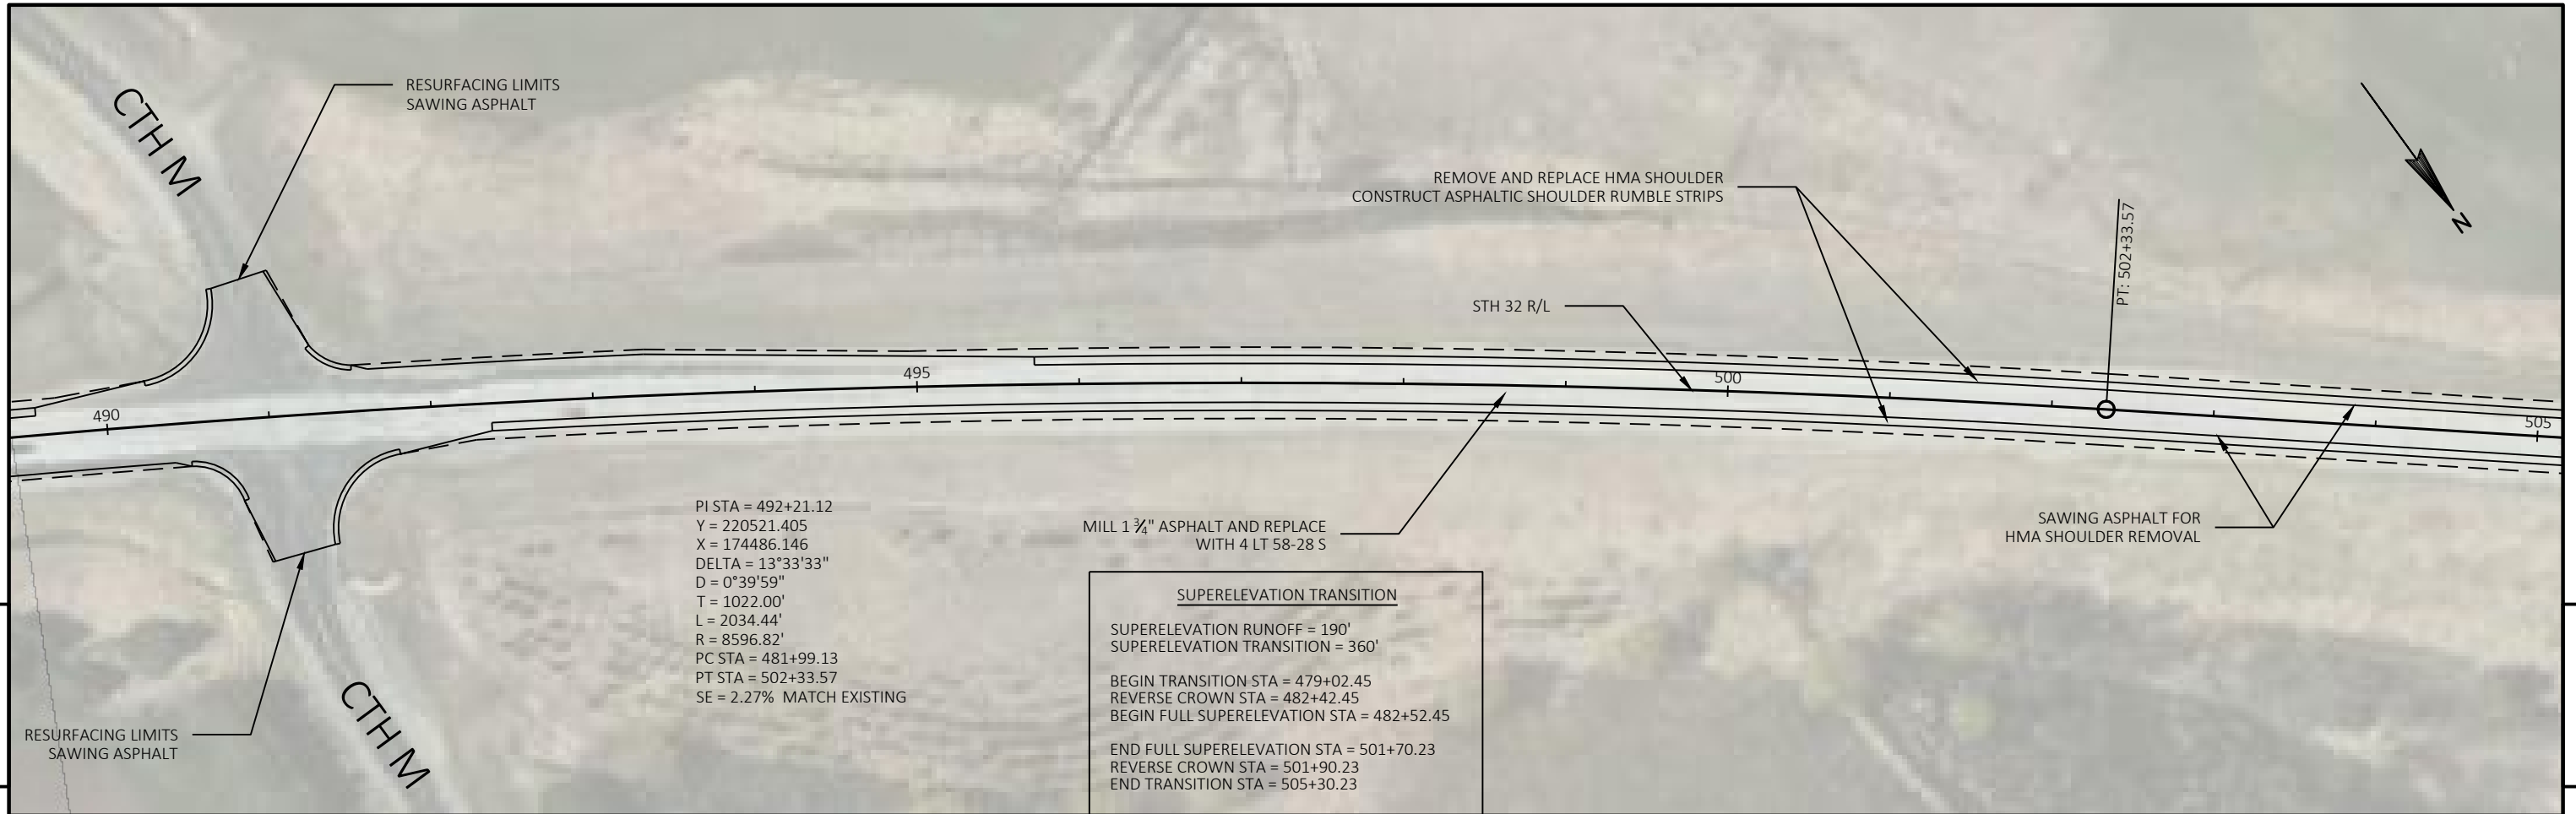 RESURFACING LIMITS
SAWING ASPHALT
CTH M
REMOVE AND REPLACE HMA SHOULDER
CONSTRUCT ASPHALTIC SHOULDER RUMBLE STRIPS
N
PT: 502+33.57
STH 32 R/L
490
495
500
505
PI STA = 492+21.12
Y = 220521.405
X = 174486.146
DELTA = 13°33'33"
D = 0°39'59"
T = 1022.00'
L = 2034.44'
R = 8596.82'
PC STA = 481+99.13
PT STA = 502+33.57
SE = 2.27% MATCH EXISTING
MILL 1 ¾" ASPHALT AND REPLACE
WITH 4 LT 58-28 S
SAWING ASPHALT FOR
HMA SHOULDER REMOVAL
SUPERELEVATION TRANSITION
SUPERELEVATION RUNOFF = 190'
SUPERELEVATION TRANSITION = 360'
BEGIN TRANSITION STA = 479+02.45
REVERSE CROWN STA = 482+42.45
BEGIN FULL SUPERELEVATION STA = 482+52.45
END FULL SUPERELEVATION STA = 501+70.23
REVERSE CROWN STA = 501+90.23
END TRANSITION STA = 505+30.23
RESURFACING LIMITS
SAWING ASPHALT
CTH M